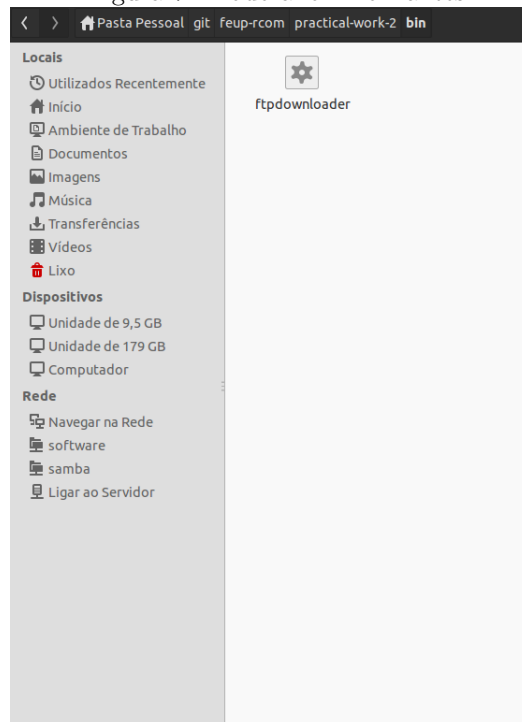 Pasta Pessoal git feup-rcom practical-work-2 bin
Locais
Utilizados Recentemente
Início
Ambiente de Trabalho
Documentos
Imagens
Música
Transferências
Vídeos
Lixo
Dispositivos
Unidade de 9,5 GB
Unidade de 179 GB
Computador
Rede
Navegar na Rede
software
samba
Ligar ao Servidor
ftpdownloader